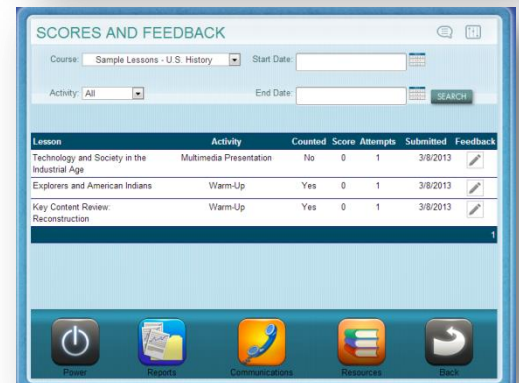 SCORES AND FEEDBACK
Course: Sample Lessons - U.S. History Start Date:
Activity: All End Date: SEARCH
Lesson Activity Counted Score Attempts Submitted Feedback
Technology and Society in the Industrial Age Multimedia Presentation No 0 1 3/8/2013
Explorers and American Indians Warm-Up Yes 0 1 3/8/2013
Key Content Review: Reconstruction Warm-Up Yes 0 1 3/8/2013
1
Power Reports Communications Resources Back